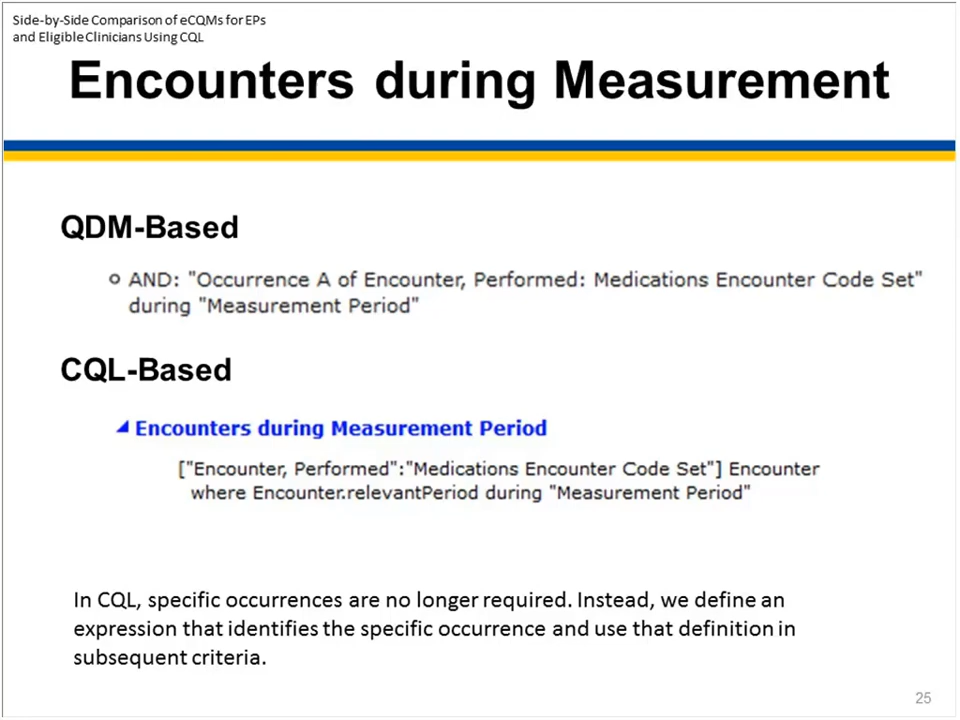 Side-by-Side Comparison of eCQMs for EPs
and Eligible Clinicians Using CQL
Encounters during Measurement
QDM-Based
AND: "Occurrence A of Encounter, Performed: Medications Encounter Code Set"
during "Measurement Period"
CQL-Based
Encounters during Measurement Period
["Encounter, Performed":"Medications Encounter Code Set"] Encounter
where Encounter.relevantPeriod during "Measurement Period"
In CQL, specific occurrences are no longer required. Instead, we define an
expression that identifies the specific occurrence and use that definition in
subsequent criteria.
25